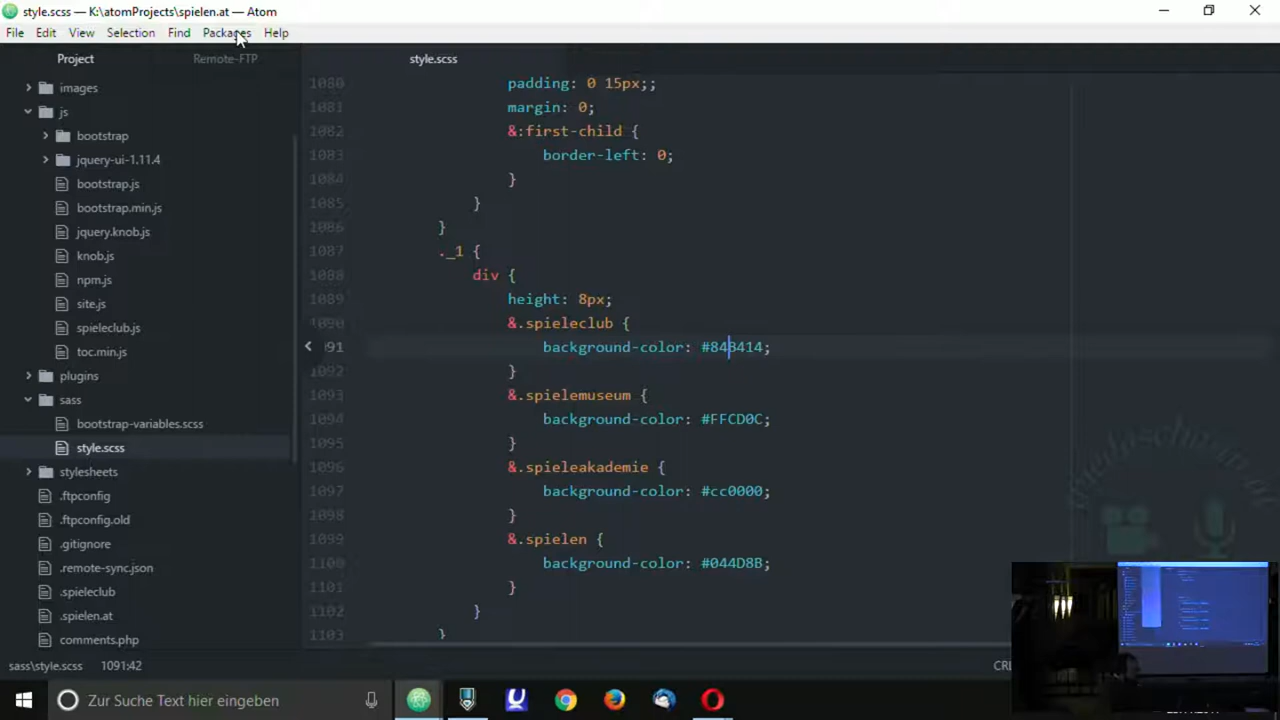 style.scss — K:\atomProjects\spielen.at — Atom
File Edit View Selection Find Packages Help
Project Remote-FTP style.scss
images
js
bootstrap
jquery-ui-1.11.4
bootstrap.js
bootstrap.min.js
jquery.knob.js
knob.js
npm.js
site.js
spieleclub.js
toc.min.js
plugins
sass
bootstrap-variables.scss
style.scss
stylesheets
.ftpconfig
.ftpconfig.old
.gitignore
.remote-sync.json
.spieleclub
.spielen.at
comments.php
1080 padding: 0 15px;;
1081 margin: 0;
1082 &:first-child {
1083 border-left: 0;
1084 }
1085 }
1086 }
1087 ._1 {
1088 div {
1089 height: 8px;
1090 &.spieleclub {
91 background-color: #848414;
1092 }
1093 &.spielemuseum {
1094 background-color: #FFCD0C;
1095 }
1096 &.spieleakademie {
1097 background-color: #cc0000;
1098 }
1099 &.spielen {
1100 background-color: #044D8B;
1101 }
1102 }
1103 }
sass\style.scss 1091:42
Zur Suche Text hier eingeben